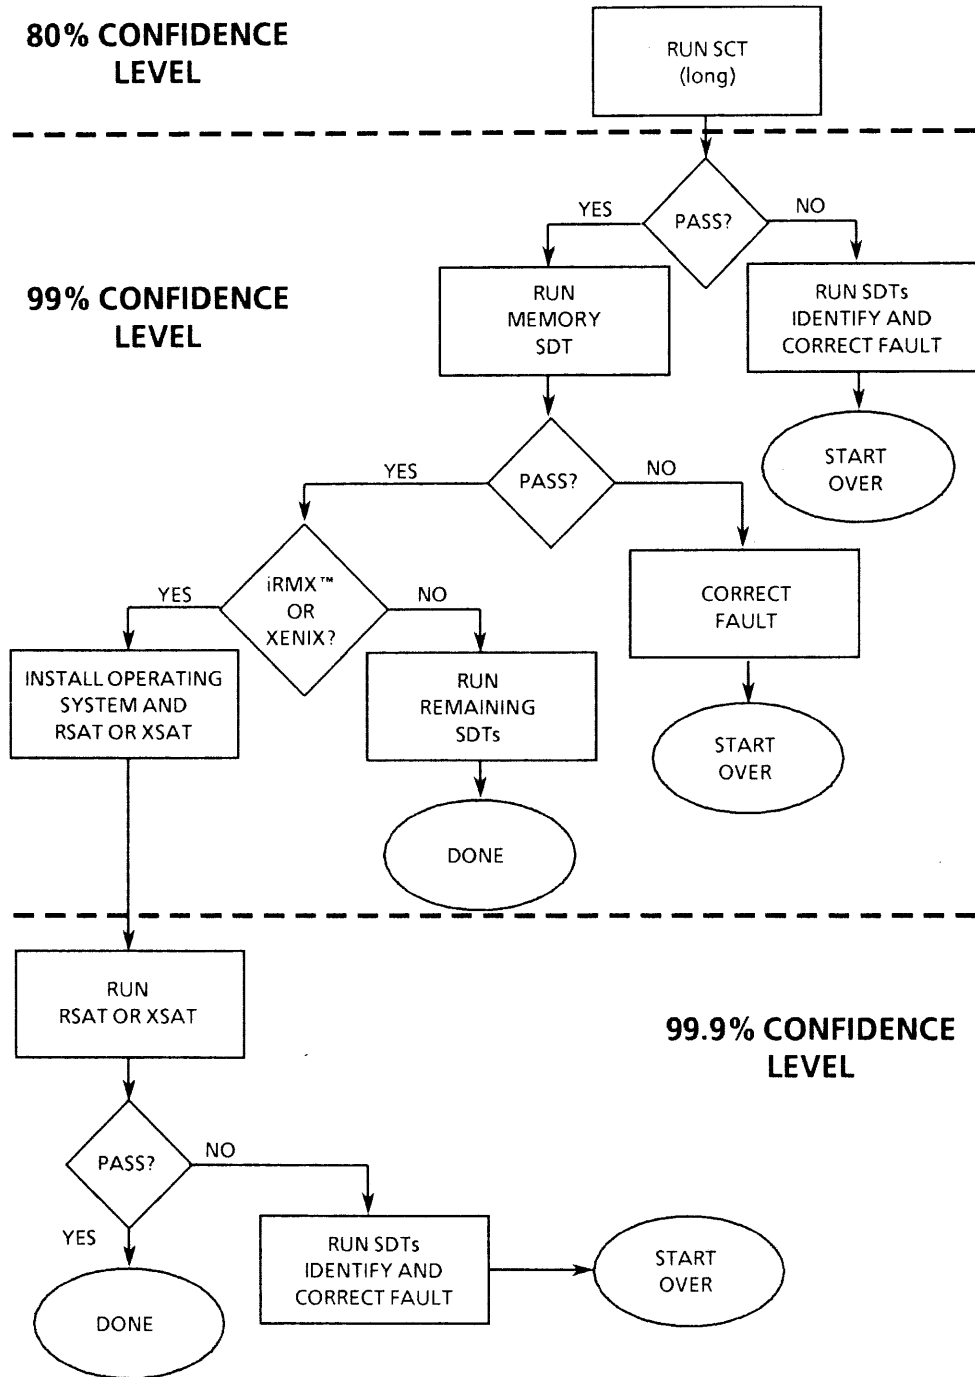 80% CONFIDENCE
LEVEL
RUN SCT
(long)
PASS?
YES
NO
99% CONFIDENCE
LEVEL
RUN
MEMORY
SDT
RUN SDTs
IDENTIFY AND
CORRECT FAULT
START
OVER
PASS?
YES
NO
iRMX™
OR
XENIX?
YES
NO
CORRECT
FAULT
INSTALL OPERATING
SYSTEM AND
RSAT OR XSAT
RUN
REMAINING
SDTs
START
OVER
DONE
RUN
RSAT OR XSAT
99.9% CONFIDENCE
LEVEL
PASS?
NO
YES
RUN SDTs
IDENTIFY AND
CORRECT FAULT
START
OVER
DONE